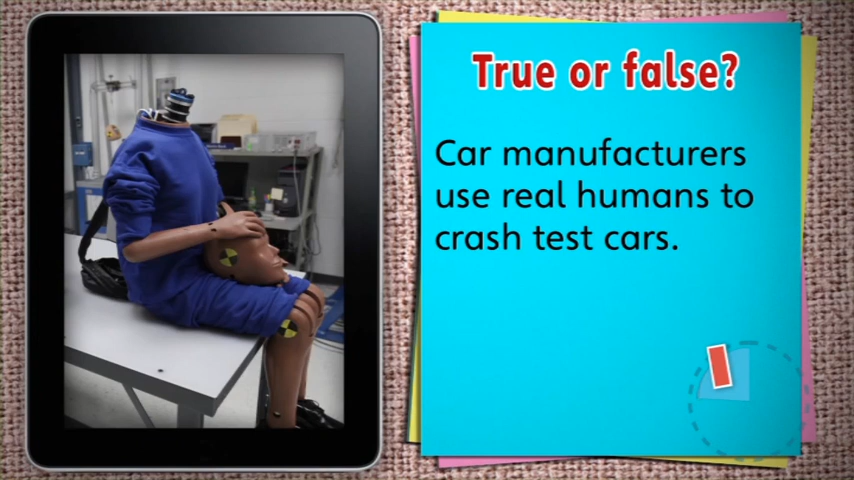 True or false?
Car manufacturers
use real humans to
crash test cars.